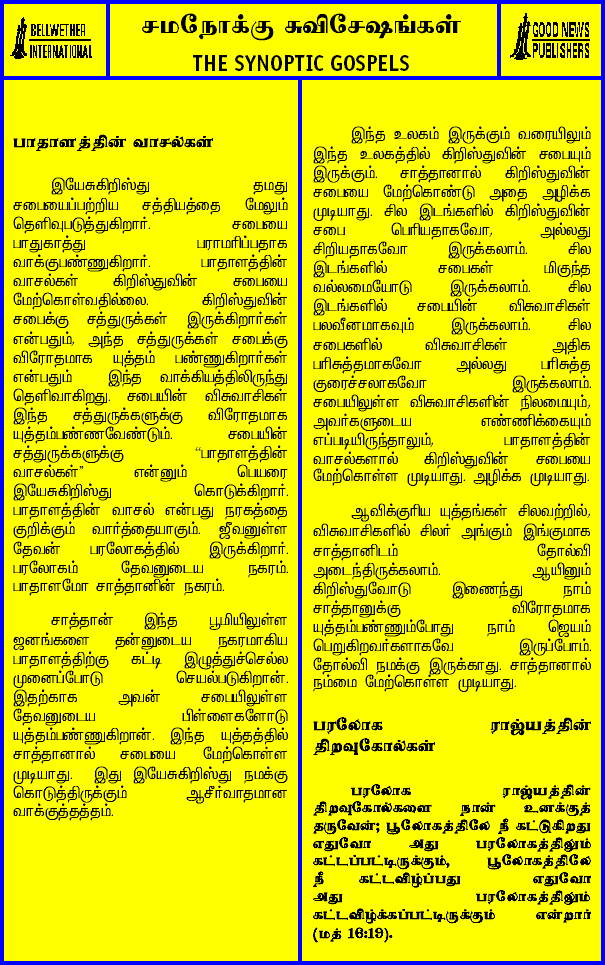 BELLWETHER
INTERNATIONAL
சமநோக்கு சுவிசேஷங்கள்
THE SYNOPTIC GOSPELS
GOOD NEWS
PUBLISHERS
பாதாளத்தின் வாசல்கள்
இயேசுகிறிஸ்து தமது
சபையைப்பற்றிய சத்தியத்தை மேலும்
தெளிவுபடுத்துகிறார். சபையை
பாதுகாத்து பராமரிப்பதாக
வாக்குபண்ணுகிறார். பாதாளத்தின்
வாசல்கள் கிறிஸ்துவின் சபையை
மேற்கொள்வதில்லை. கிறிஸ்துவின்
சபைக்கு சத்துருக்கள் இருக்கிறார்கள்
என்பதும், அந்த சத்துருக்கள் சபைக்கு
விரோதமாக யுத்தம் பண்ணுகிறார்கள்
என்பதும் இந்த வாக்கியத்திலிருந்து
தெளிவாகிறது. சபையின் விசுவாசிகள்
இந்த சத்துருக்களுக்கு விரோதமாக
யுத்தம்பண்ணவேண்டும். சபையின்
சத்துருக்களுக்கு “பாதாளத்தின்
வாசல்கள்” என்னும் பெயரை
இயேசுகிறிஸ்து கொடுக்கிறார்.
பாதாளத்தின் வாசல் என்பது நரகத்தை
குறிக்கும் வார்த்தையாகும். ஜீவனுள்ள
தேவன் பரலோகத்தில் இருக்கிறார்.
பரலோகம் தேவனுடைய நகரம்.
பாதாளமோ சாத்தானின் நகரம்.
சாத்தான் இந்த பூமியிலுள்ள
ஜனங்களை தன்னுடைய நகரமாகிய
பாதாளத்திற்கு கட்டி இழுத்துச்செல்ல
முனைப்போடு செயல்படுகிறான்.
இதற்காக அவன் சபையிலுள்ள
தேவனுடைய பிள்ளைகளோடு
யுத்தம்பண்ணுகிறான். இந்த யுத்தத்தில்
சாத்தானால் சபையை மேற்கொள்ள
முடியாது. இது இயேசுகிறிஸ்து நமக்கு
கொடுத்திருக்கும் ஆசீர்வாதமான
வாக்குத்தத்தம்.
இந்த உலகம் இருக்கும் வரையிலும்
இந்த உலகத்தில் கிறிஸ்துவின் சபையும்
இருக்கும். சாத்தானால் கிறிஸ்துவின்
சபையை மேற்கொண்டு அதை அழிக்க
முடியாது. சில இடங்களில் கிறிஸ்துவின்
சபை பெரியதாகவோ, அல்லது
சிறியதாகவோ இருக்கலாம். சில
இடங்களில் சபைகள் மிகுந்த
வல்லமையோடு இருக்கலாம். சில
இடங்களில் சபையின் விசுவாசிகள்
பலவீனமாகவும் இருக்கலாம். சில
சபைகளில் விசுவாசிகள் அதிக
பரிசுத்தமாகவோ அல்லது பரிசுத்த
குரைச்சலாகவோ இருக்கலாம்.
சபையிலுள்ள விசுவாசிகளின் நிலமையும்,
அவர்களுடைய எண்ணிக்கையும்
எப்படியிருந்தாலும், பாதாளத்தின்
வாசல்களால் கிறிஸ்துவின் சபையை
மேற்கொள்ள முடியாது. அழிக்க முடியாது.
ஆவிக்குரிய யுத்தங்கள் சிலவற்றில்,
விசுவாசிகளில் சிலர் அங்கும் இங்குமாக
சாத்தானிடம் தோல்வி
அடைந்திருக்கலாம். ஆயினும்
கிறிஸ்துவோடு இணைந்து நாம்
சாத்தானுக்கு விரோதமாக
யுத்தம்பண்ணும்போது நாம் ஜெயம்
பெறுகிறவர்களாகவே இருப்போம்.
தோல்வி நமக்கு இருக்காது. சாத்தானால்
நம்மை மேற்கொள்ள முடியாது.
பரலோக ராஜ்யத்தின்
திறவுகோல்கள்
பரலோக ராஜ்யத்தின்
திறவுகோல்களை நான் உனக்குத்
தருவேன்; பூலோகத்திலே நீ கட்டுகிறது
எதுவோ அது பரலோகத்திலும்
கட்டப்பட்டிருக்கும், பூலோகத்திலே
நீ கட்டவிழ்ப்பது எதுவோ
அது பரலோகத்திலும்
கட்டவிழ்க்கப்பட்டிருக்கும் என்றார்
(மத் 16:19).